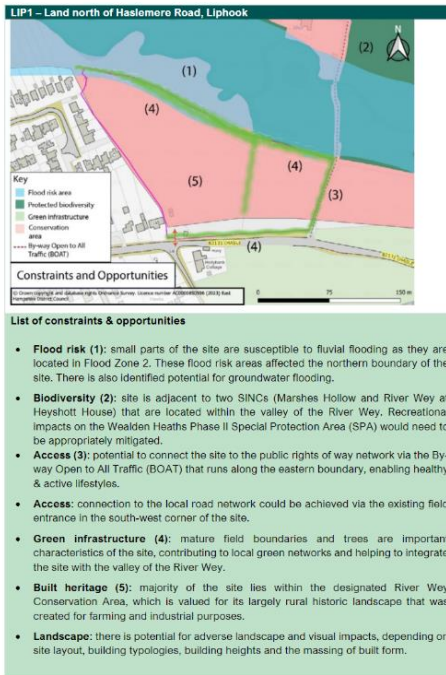 LIP1 – Land north of Haslemere Road, Liphook
N
(2)
(1)
(4)
(4)
(5)
(3)
(4)
Key
Flood risk area
Protected biodiversity
Green infrastructure
Conservation
area
By-way Open to All
Traffic (BOAT)
Constraints and Opportunities
0 75 150 m
List of constraints & opportunities
• Flood risk (1): small parts of the site are susceptible to fluvial flooding as they are
located in Flood Zone 2. These flood risk areas affected the northern boundary of the
site. There is also identified potential for groundwater flooding.
• Biodiversity (2): site is adjacent to two SINCs (Marshes Hollow and River Wey at
Heyshott House) that are located within the valley of the River Wey. Recreational
impacts on the Wealden Heaths Phase II Special Protection Area (SPA) would need to
be appropriately mitigated.
• Access (3): potential to connect the site to the public rights of way network via the By-
way Open to All Traffic (BOAT) that runs along the eastern boundary, enabling healthy
& active lifestyles.
• Access: connection to the local road network could be achieved via the existing field
entrance in the south-west corner of the site.
• Green infrastructure (4): mature field boundaries and trees are important
characteristics of the site, contributing to local green networks and helping to integrate
the site with the valley of the River Wey.
• Built heritage (5): majority of the site lies within the designated River Wey
Conservation Area, which is valued for its largely rural historic landscape that was
created for farming and industrial purposes.
• Landscape: there is potential for adverse landscape and visual impacts, depending on
site layout, building typologies, building heights and the massing of built form.